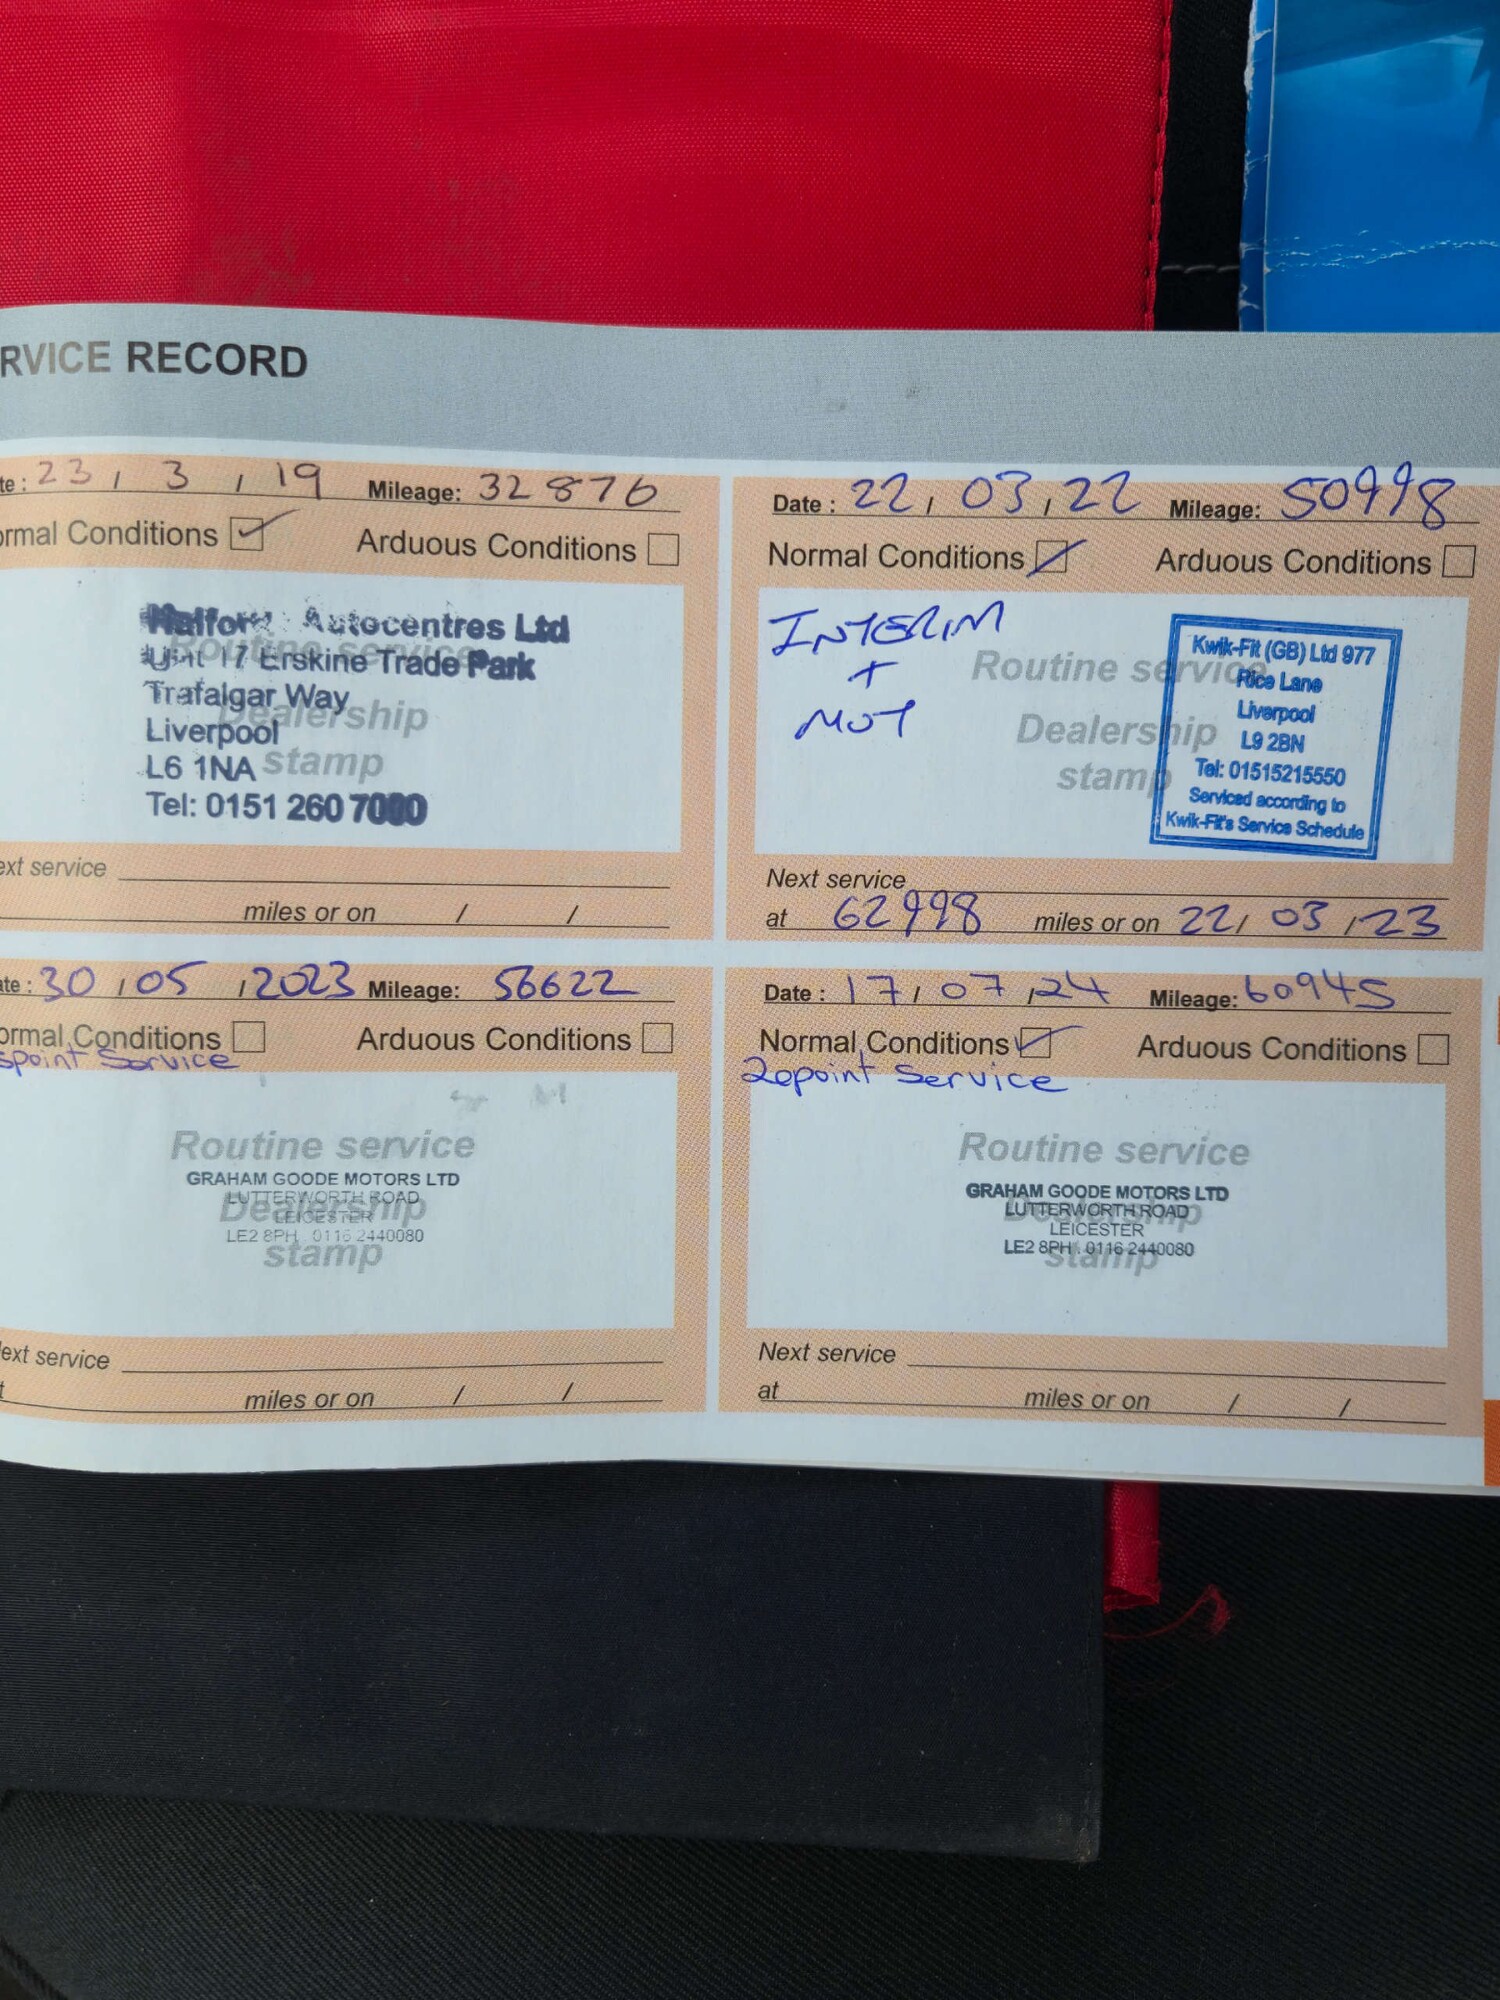 RVICE RECORD
te : 23 / 3 / 19 Mileage: 32876
ormal Conditions Arduous Conditions
Routine service
Dealership
stamp
Halfor Autocentres Ltd
Unit 17 Erskine Trade Park
Trafalgar Way
Liverpool
L6 1NA
Tel: 0151 260 7000
ext service
miles or on / /
Date : 22 / 03 / 22 Mileage: 50998
Normal Conditions Arduous Conditions
INTERIM
+
MOT
Routine service
Dealership
stamp
Kwik-Fit (GB) Ltd 977
Rice Lane
Liverpool
L9 2BN
Tel: 01515215550
Serviced according to
Kwik-Fit's Service Schedule
Next service
at 62998 miles or on 22 / 03 / 23
ate : 30 / 05 / 2023 Mileage: 56622
ormal Conditions Arduous Conditions
point Service
Routine service
Dealership
stamp
GRAHAM GOODE MOTORS LTD
LUTTERWORTH ROAD
LEICESTER
LE2 8PH 0116 2440080
ext service
miles or on / /
Date : 17 / 07 / 24 Mileage: 60945
Normal Conditions Arduous Conditions
20point Service
Routine service
Dealership
stamp
GRAHAM GOODE MOTORS LTD
LUTTERWORTH ROAD
LEICESTER
LE2 8PH . 0116 2440080
Next service
at miles or on / /